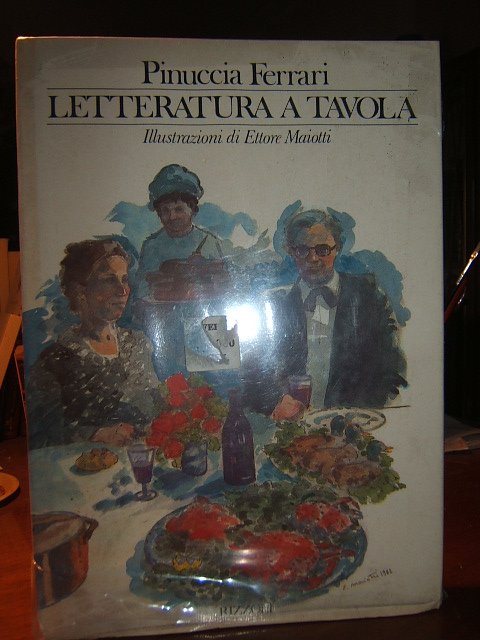 Pinuccia Ferrari
LETTERATURA A TAVOLA
Illustrazioni di Ettore Maiotti
RIZZOLI